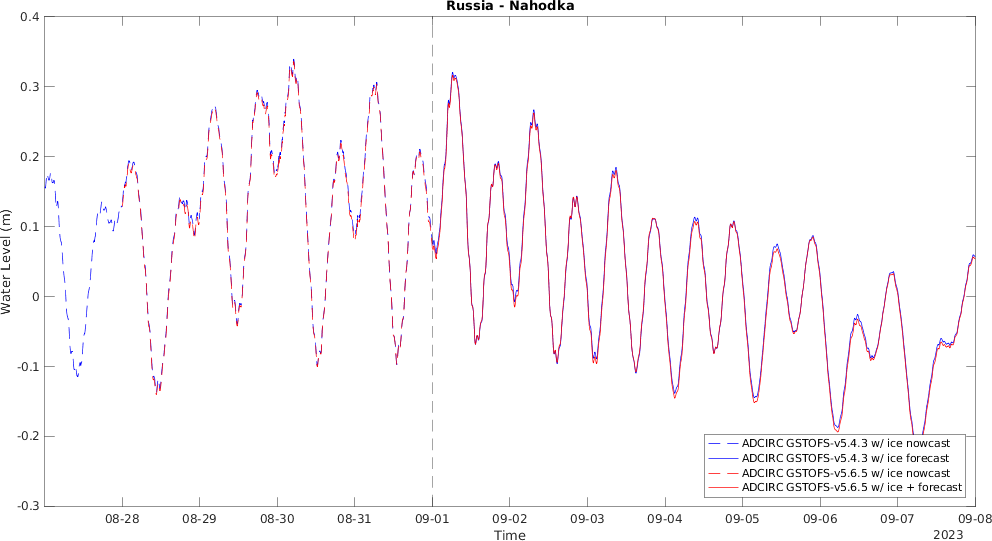 Russia - Nahodka
0.4
0.3
0.2
0.1
0
-0.1
-0.2
-0.3
Water Level (m)
ADCIRC GSTOFS-v5.4.3 w/ ice nowcast
ADCIRC GSTOFS-v5.4.3 w/ ice forecast
ADCIRC GSTOFS-v5.6.5 w/ ice nowcast
ADCIRC GSTOFS-v5.6.5 w/ ice + forecast
08-28 08-29 08-30 08-31 09-01 09-02 09-03 09-04 09-05 09-06 09-07 09-08
Time
2023